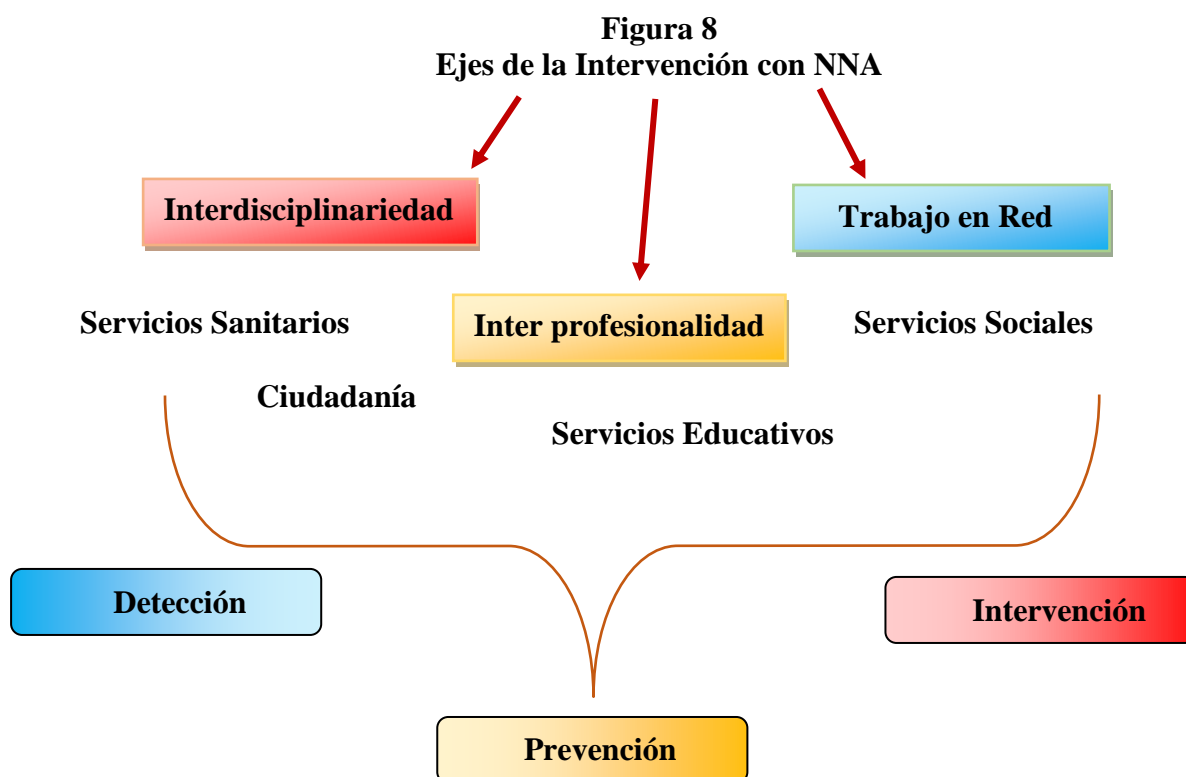 Figura 8
Ejes de la Intervención con NNA
Interdisciplinariedad
Trabajo en Red
Servicios Sanitarios
Inter profesionalidad
Servicios Sociales
Ciudadanía
Servicios Educativos
Detección
Intervención
Prevención